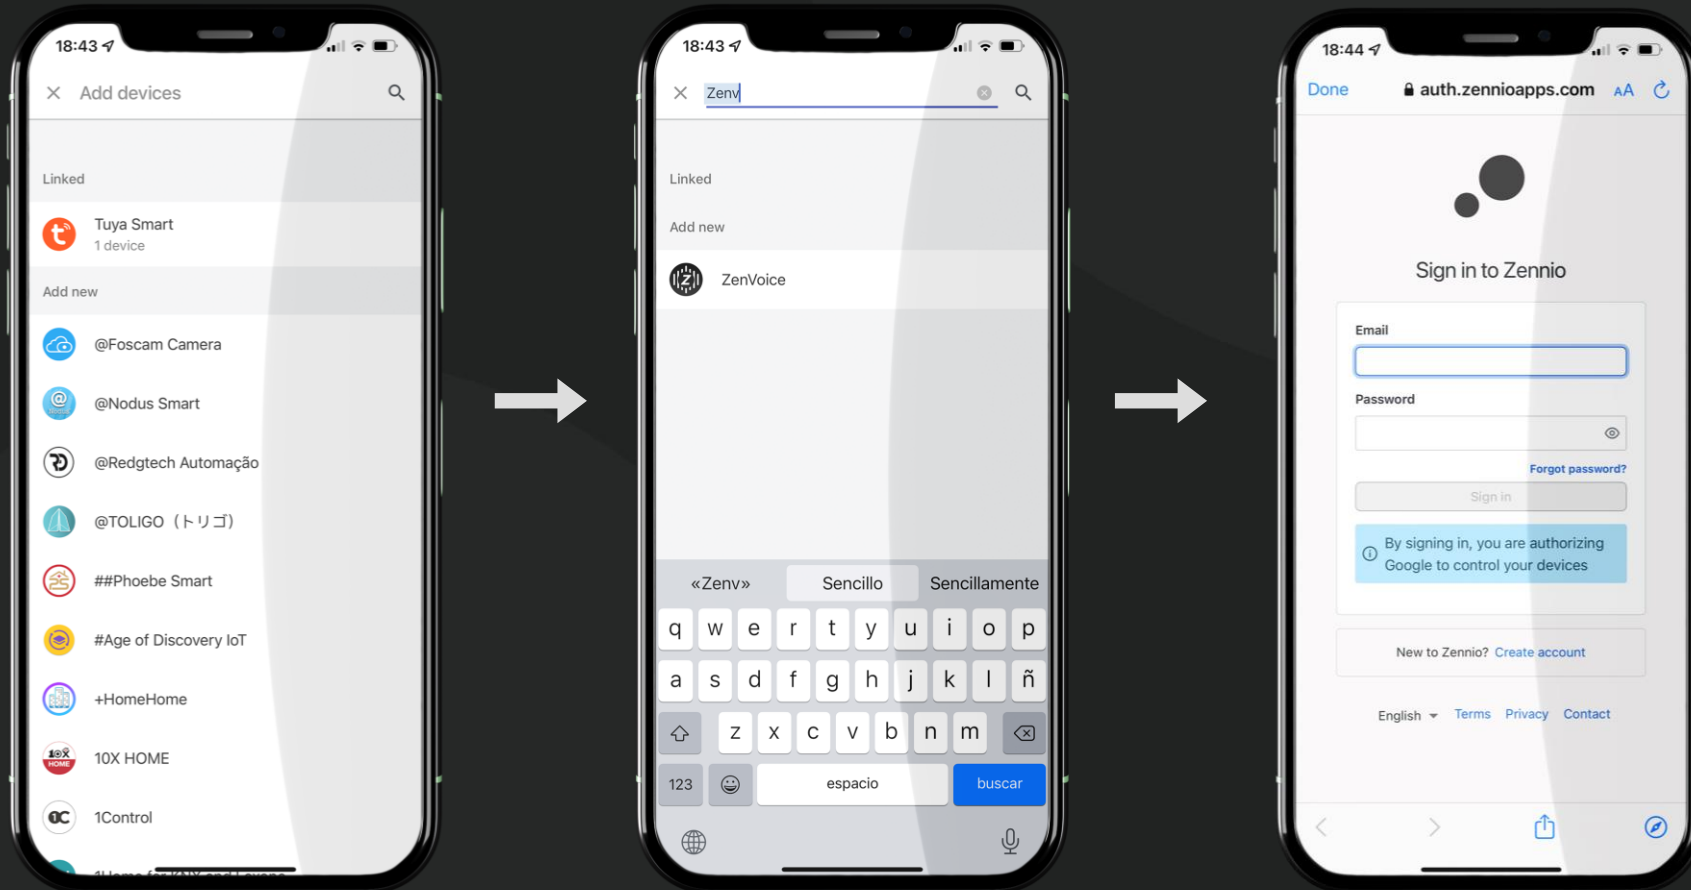 18:43
Add devices
Linked
Tuya Smart
1 device
Add new
@Foscam Camera
@Nodus Smart
@Redgtech Automação
@TOLIGO（トリゴ）
##Phoebe Smart
#Age of Discovery IoT
+HomeHome
10X HOME
10X HOME
1Control
18:43
Zenv
Linked
Add new
Z
ZenVoice
«Zenv» Sencillo Sencillamente
q w e r t y u i o p
a s d f g h j k l ñ
z x c v b n m
123 espacio buscar
18:44
Done auth.zennioapps.com AA
Sign in to Zennio
Email
Password
Forgot password?
Sign in
By signing in, you are authorizing
Google to control your devices
New to Zennio? Create account
English Terms Privacy Contact